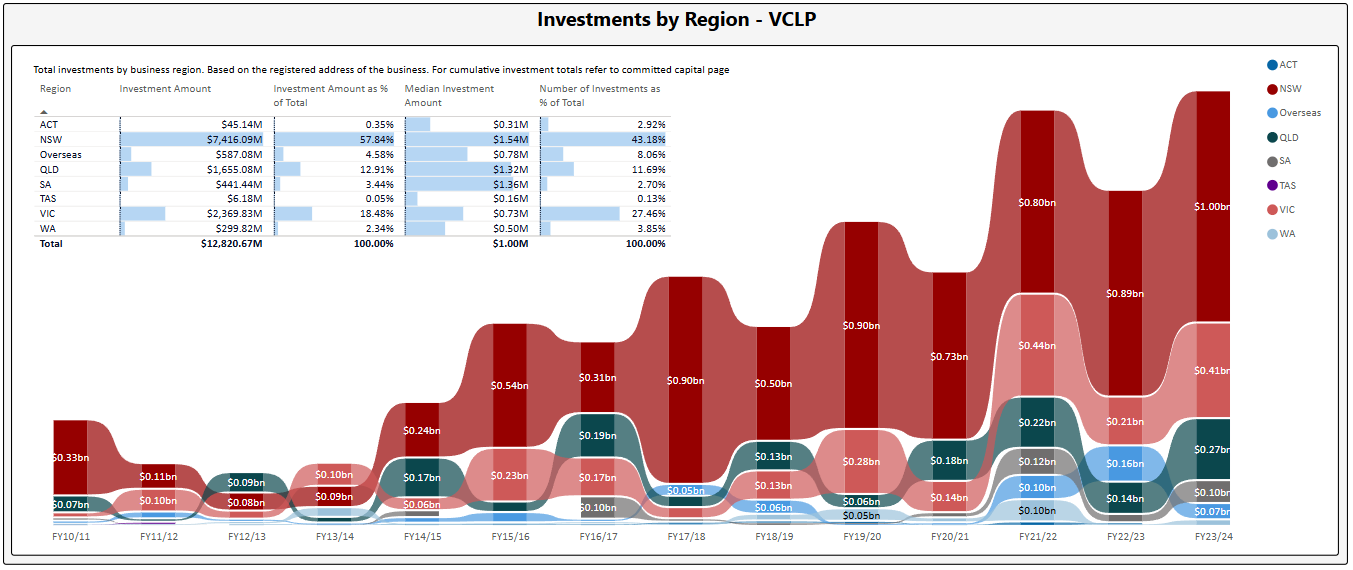 Investments by Region - VCLP
Total investments by business region. Based on the registered address of the business. For cumulative investment totals refer to committed capital page
Region Investment Amount Investment Amount as % of Total Median Investment Amount Number of Investments as % of Total
ACT $45.14M 0.35% $0.31M 2.92%
NSW $7,416.09M 57.84% $1.54M 43.18%
Overseas $587.08M 4.58% $0.78M 8.06%
QLD $1,655.08M 12.91% $1.32M 11.69%
SA $441.44M 3.44% $1.36M 2.70%
TAS $6.18M 0.05% $0.16M 0.13%
VIC $2,369.83M 18.48% $0.73M 27.46%
WA $299.82M 2.34% $0.50M 3.85%
Total $12,820.67M 100.00% $1.00M 100.00%
ACT
NSW
Overseas
QLD
SA
TAS
VIC
WA
$0.33bn
$0.07bn
$0.11bn
$0.10bn
$0.09bn
$0.08bn
$0.10bn
$0.09bn
$0.24bn
$0.17bn
$0.06bn
$0.54bn
$0.23bn
$0.31bn
$0.19bn
$0.17bn
$0.10bn
$0.90bn
$0.05bn
$0.50bn
$0.13bn
$0.13bn
$0.06bn
$0.90bn
$0.28bn
$0.06bn
$0.05bn
$0.73bn
$0.18bn
$0.14bn
$0.80bn
$0.44bn
$0.22bn
$0.12bn
$0.10bn
$0.10bn
$0.89bn
$0.21bn
$0.16bn
$0.14bn
$1.00bn
$0.41bn
$0.27bn
$0.10bn
$0.07bn
FY10/11 FY11/12 FY12/13 FY13/14 FY14/15 FY15/16 FY16/17 FY17/18 FY18/19 FY19/20 FY20/21 FY21/22 FY22/23 FY23/24